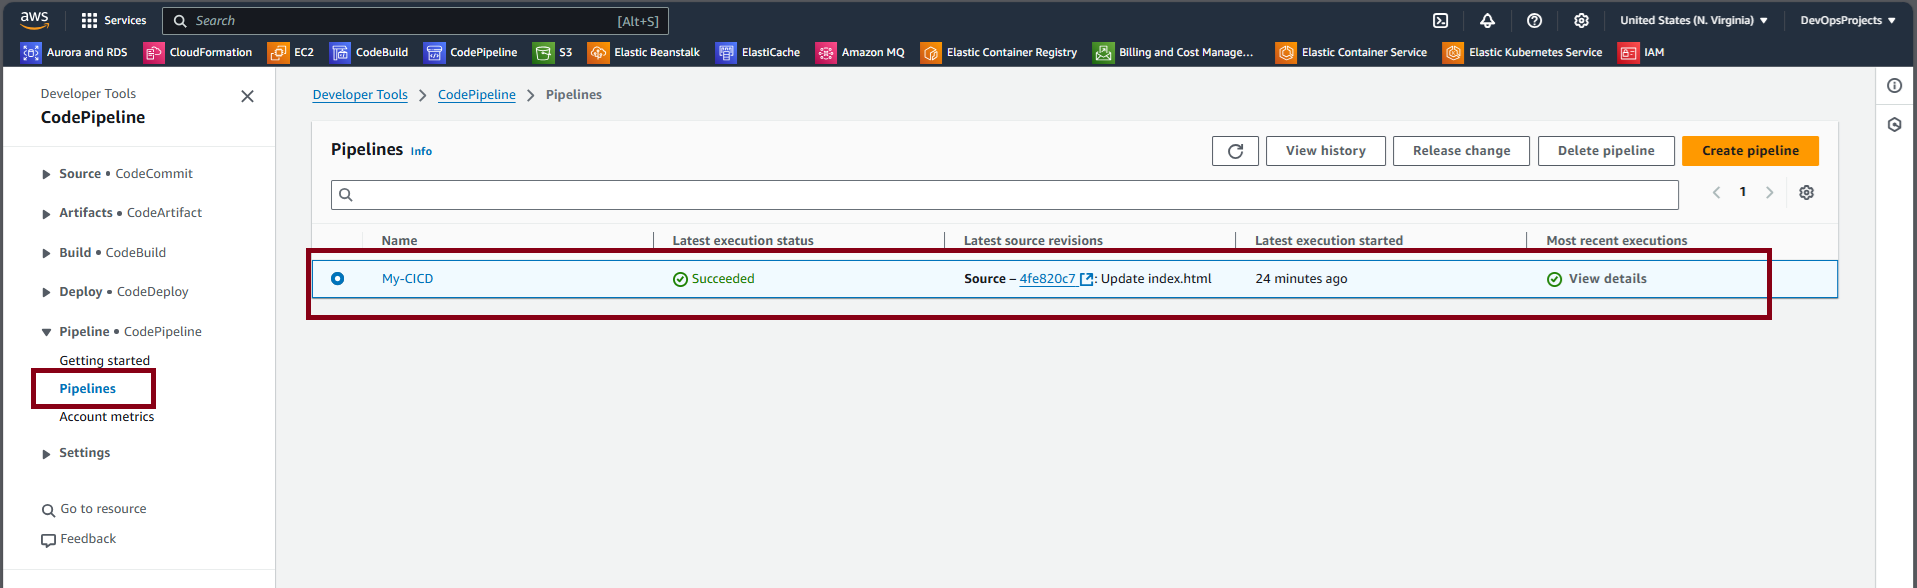 aws Services Search [Alt+S] United States (N. Virginia) DevOpsProjects
Aurora and RDS CloudFormation EC2 CodeBuild CodePipeline S3 Elastic Beanstalk ElastiCache Amazon MQ Elastic Container Registry Billing and Cost Manage... Elastic Container Service Elastic Kubernetes Service IAM
Developer Tools
CodePipeline
Source • CodeCommit
Artifacts • CodeArtifact
Build • CodeBuild
Deploy • CodeDeploy
Pipeline • CodePipeline
Getting started
Pipelines
Account metrics
Settings
Go to resource
Feedback
Developer Tools CodePipeline Pipelines
Pipelines Info View history Release change Delete pipeline Create pipeline
1
Name Latest execution status Latest source revisions Latest execution started Most recent executions
My-CICD Succeeded Source – 4fe820c7 : Update index.html 24 minutes ago View details